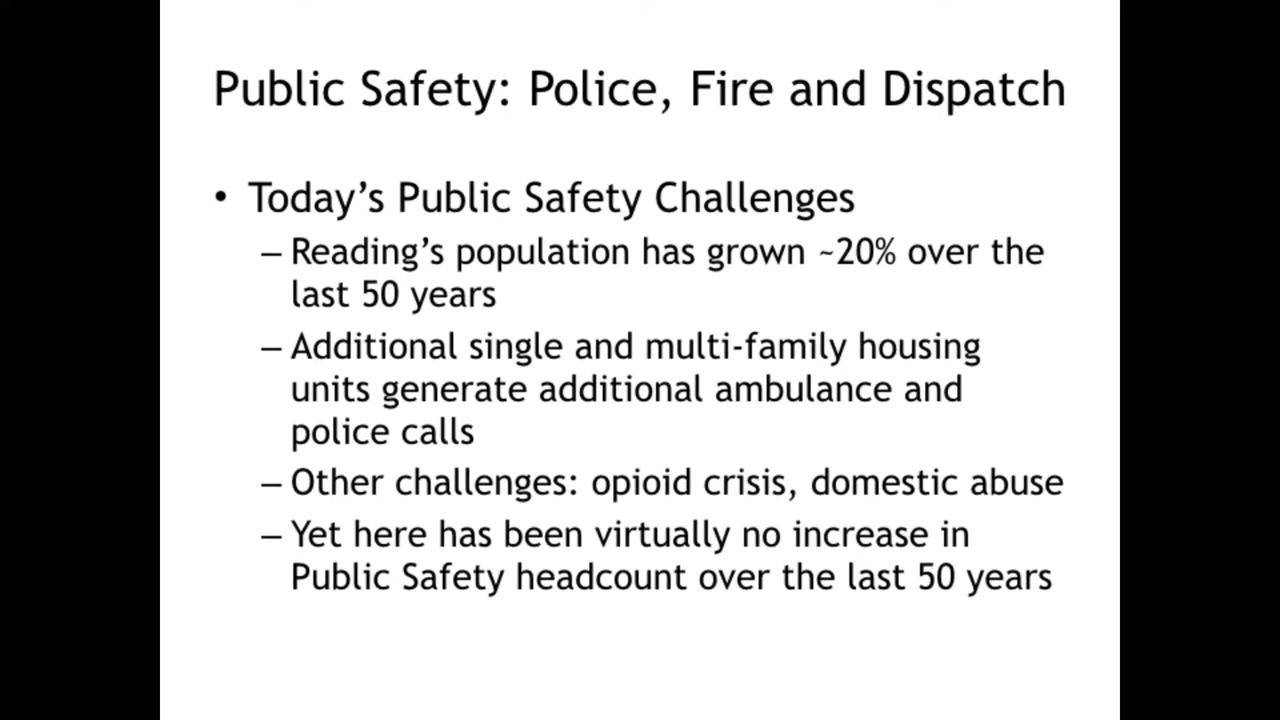 Public Safety: Police, Fire and Dispatch
• Today’s Public Safety Challenges
– Reading’s population has grown ~20% over the
last 50 years
– Additional single and multi-family housing
units generate additional ambulance and
police calls
– Other challenges: opioid crisis, domestic abuse
– Yet here has been virtually no increase in
Public Safety headcount over the last 50 years